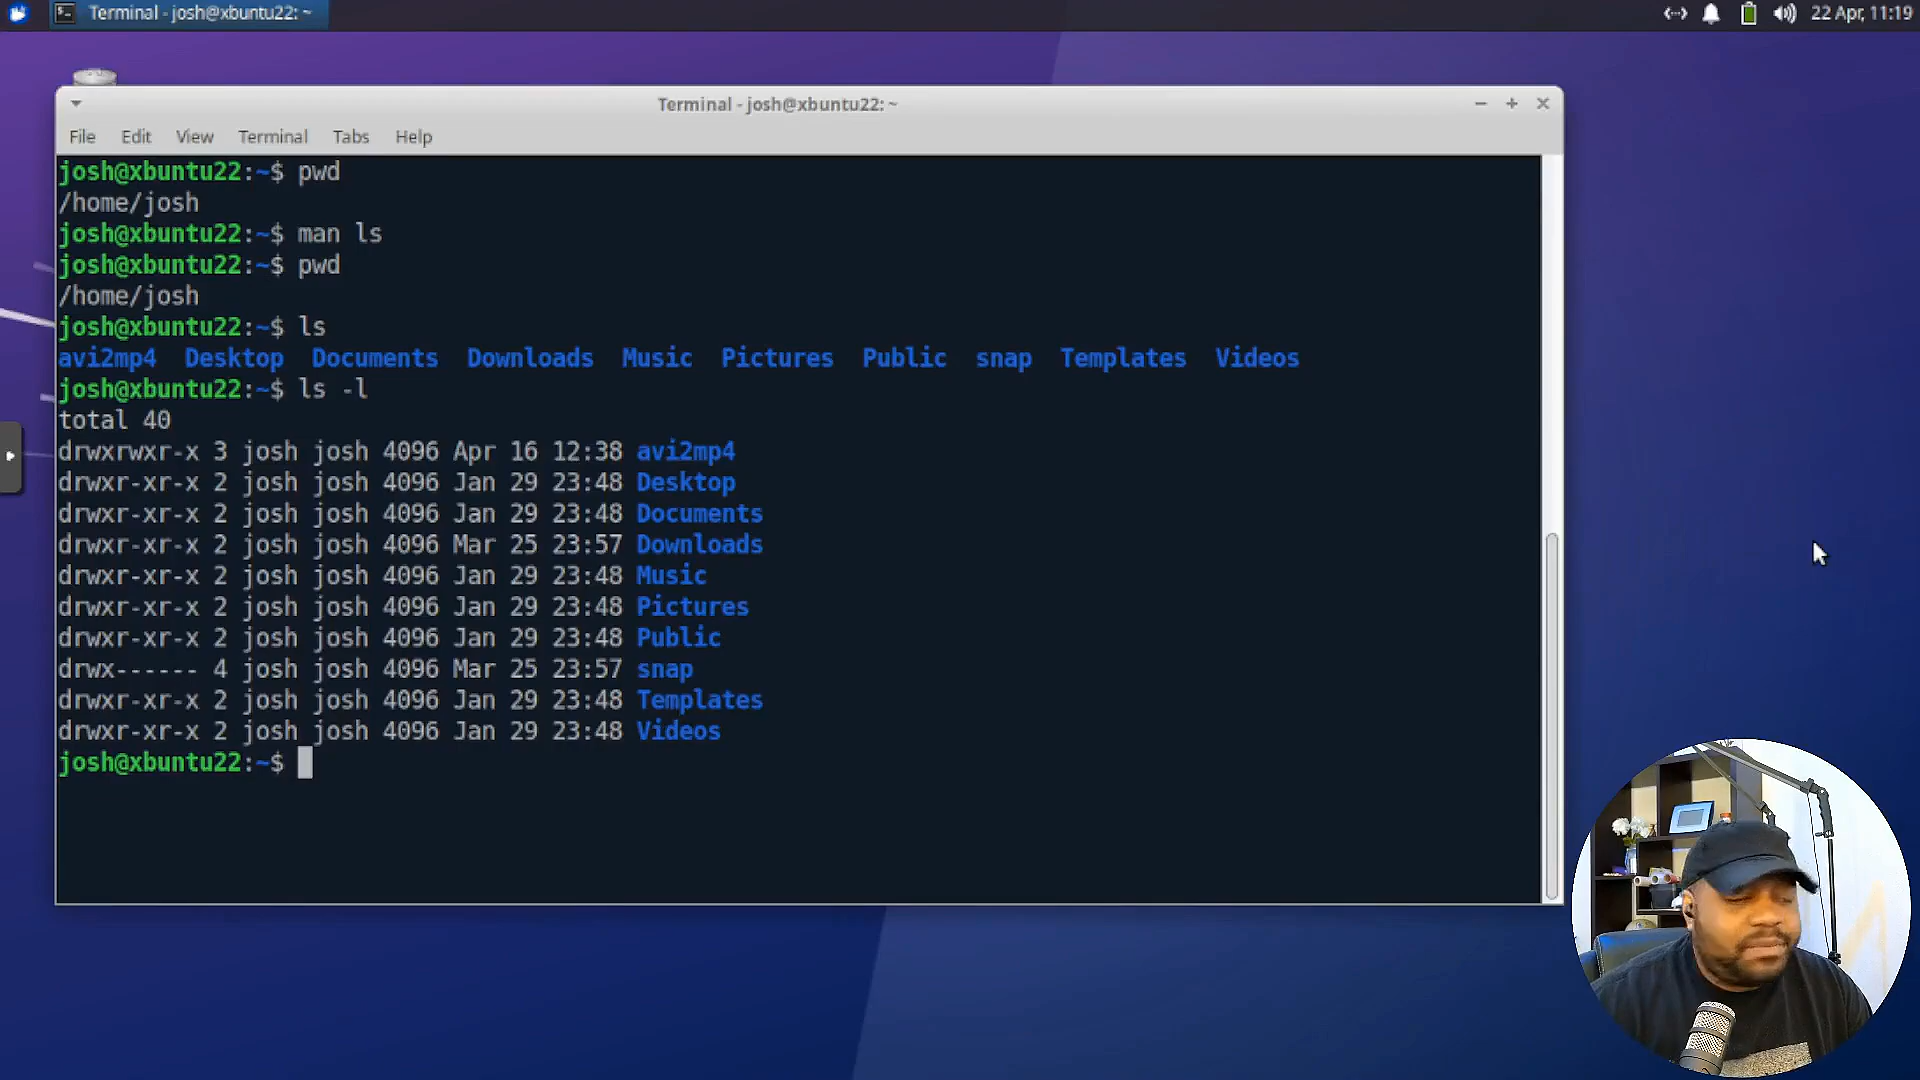 Terminal - josh@xbuntu22: ~
22 Apr, 11:19
Terminal - josh@xbuntu22: ~
File Edit View Terminal Tabs Help
josh@xbuntu22:~$ pwd
/home/josh
josh@xbuntu22:~$ man ls
josh@xbuntu22:~$ pwd
/home/josh
josh@xbuntu22:~$ ls
avi2mp4 Desktop Documents Downloads Music Pictures Public snap Templates Videos
josh@xbuntu22:~$ ls -l
total 40
drwxrwxr-x 3 josh josh 4096 Apr 16 12:38 avi2mp4
drwxr-xr-x 2 josh josh 4096 Jan 29 23:48 Desktop
drwxr-xr-x 2 josh josh 4096 Jan 29 23:48 Documents
drwxr-xr-x 2 josh josh 4096 Mar 25 23:57 Downloads
drwxr-xr-x 2 josh josh 4096 Jan 29 23:48 Music
drwxr-xr-x 2 josh josh 4096 Jan 29 23:48 Pictures
drwxr-xr-x 2 josh josh 4096 Jan 29 23:48 Public
drwx------ 4 josh josh 4096 Mar 25 23:57 snap
drwxr-xr-x 2 josh josh 4096 Jan 29 23:48 Templates
drwxr-xr-x 2 josh josh 4096 Jan 29 23:48 Videos
josh@xbuntu22:~$